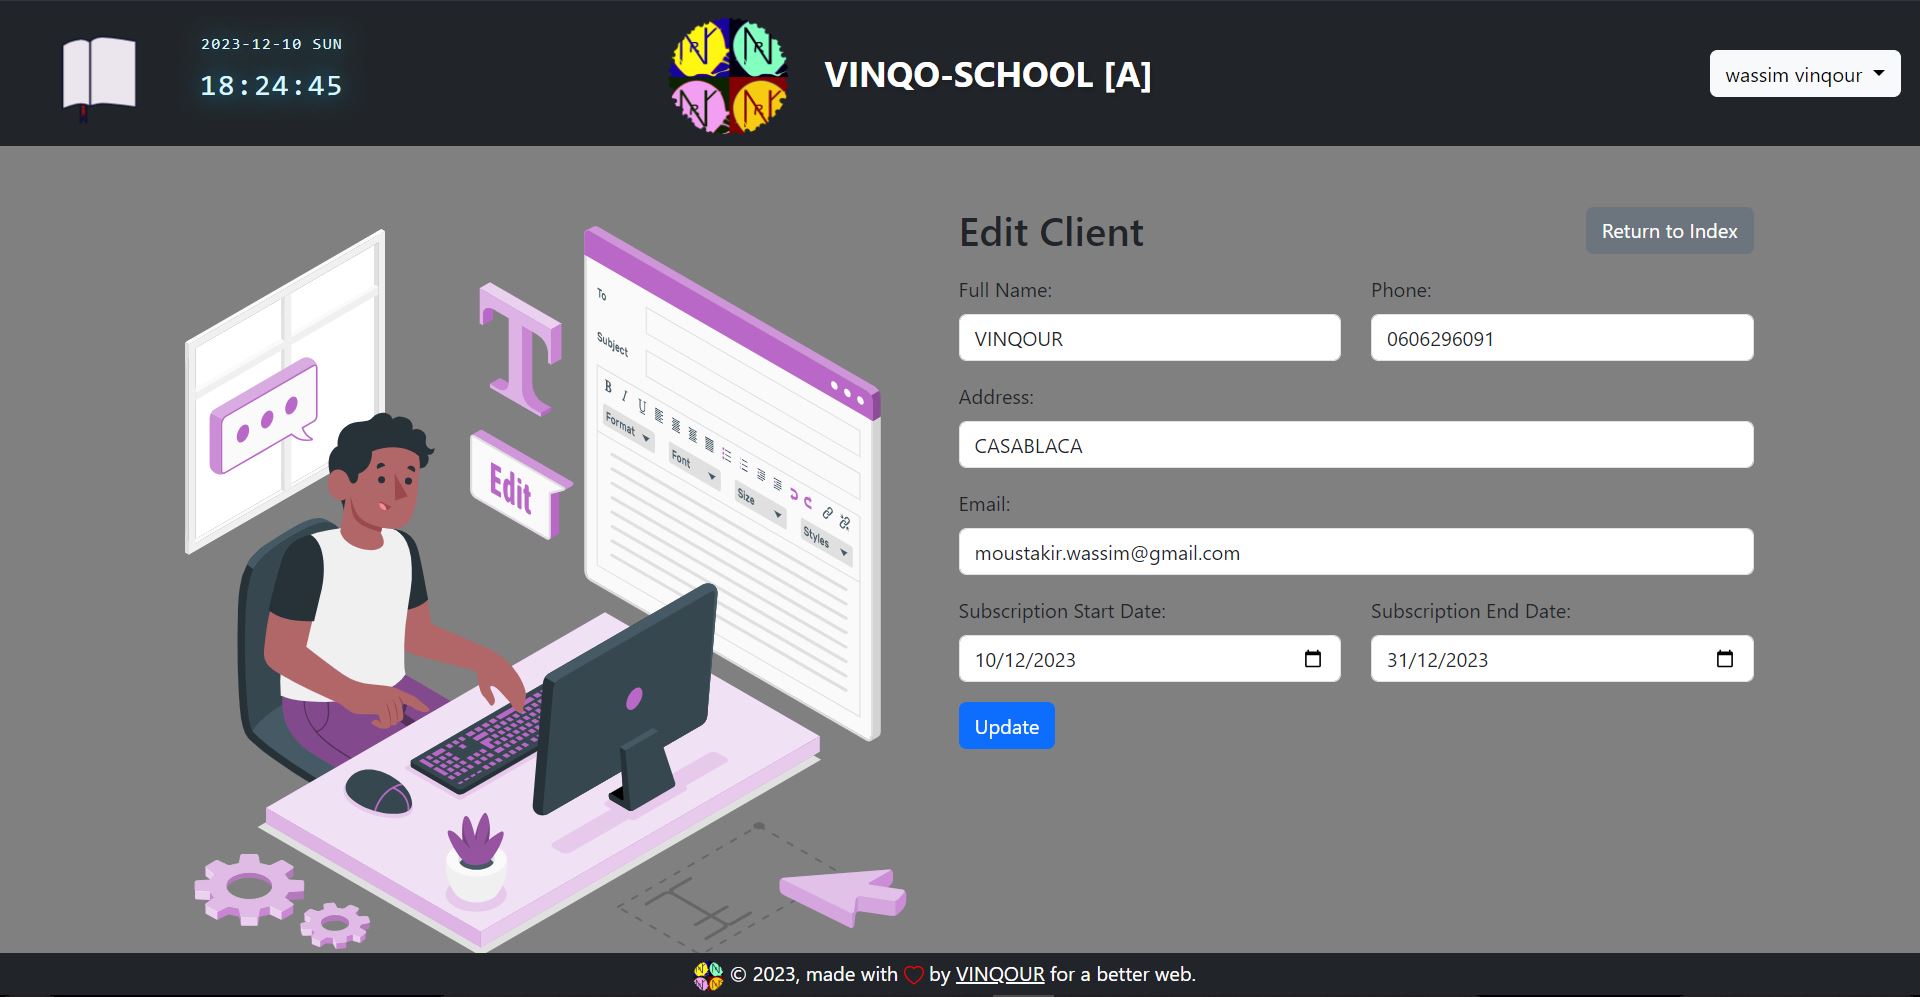 2023-12-10 SUN
18:24:45
VINQO-SCHOOL [A]
wassim vinqour
To
Subject
B I U
Format
Font
Size
Styles
T
Edit
Edit Client
Return to Index
Full Name:
Phone:
VINQOUR
0606296091
Address:
CASABLACA
Email:
moustakir.wassim@gmail.com
Subscription Start Date:
Subscription End Date:
10/12/2023
31/12/2023
Update
© 2023, made with by VINQOUR for a better web.